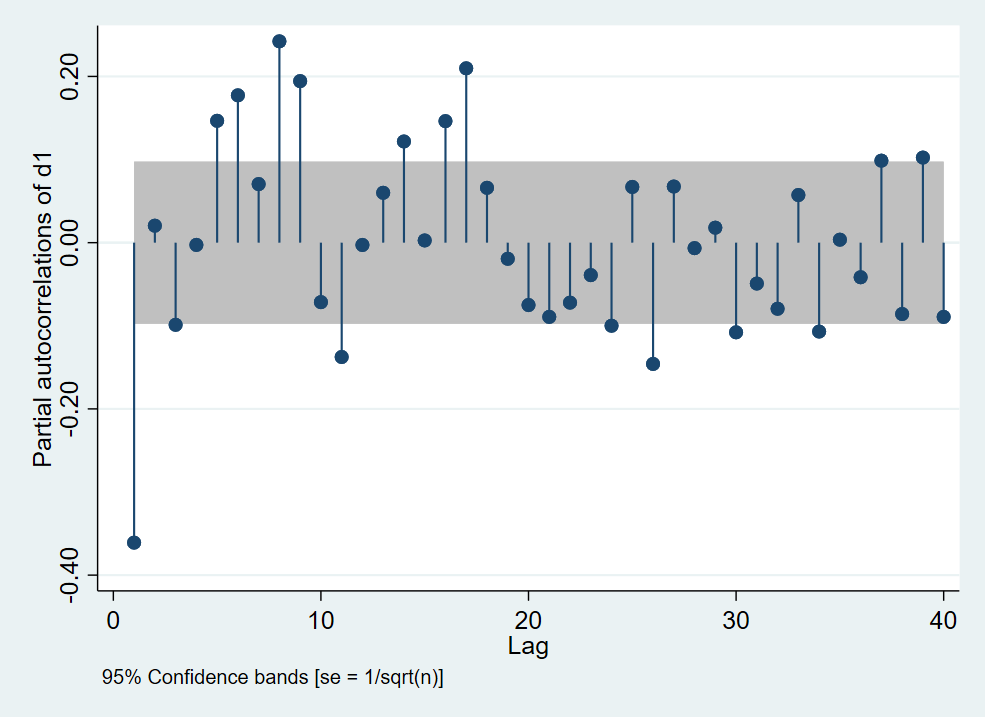 Partial autocorrelations of d1
0.20
0.00
-0.20
-0.40
0 10 20 30 40
Lag
95% Confidence bands [se = 1/sqrt(n)]